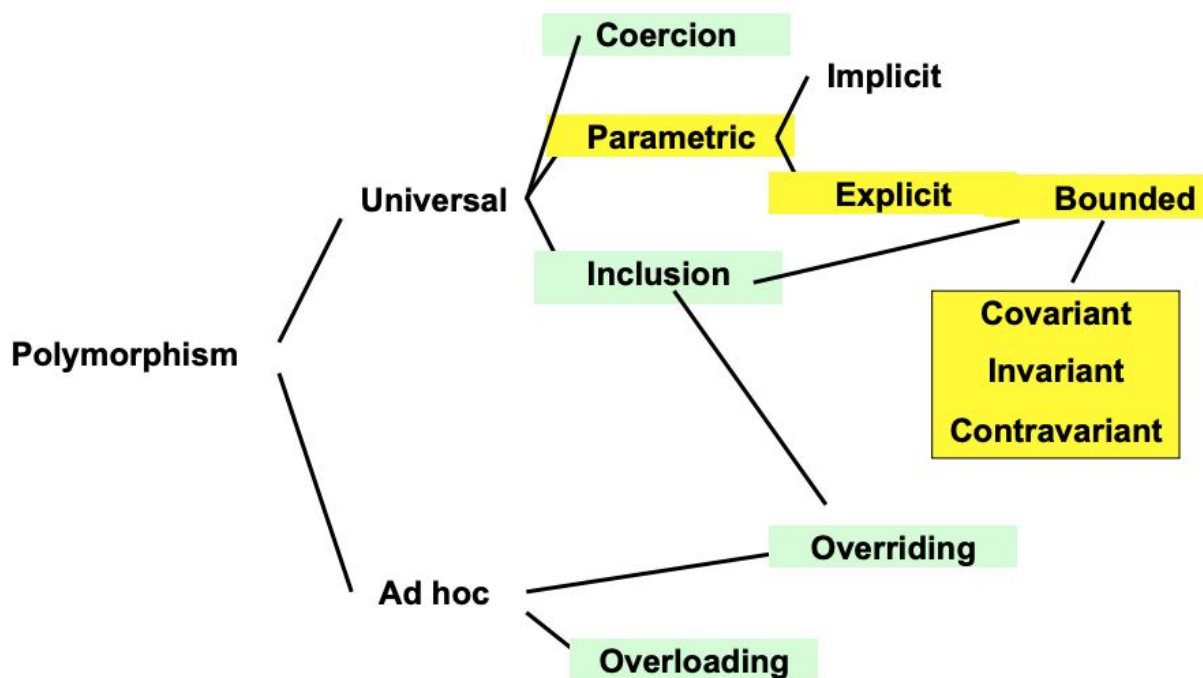 Coercion
Implicit
Parametric
Explicit
Bounded
Universal
Inclusion
Covariant
Invariant
Contravariant
Polymorphism
Overriding
Ad hoc
Overloading